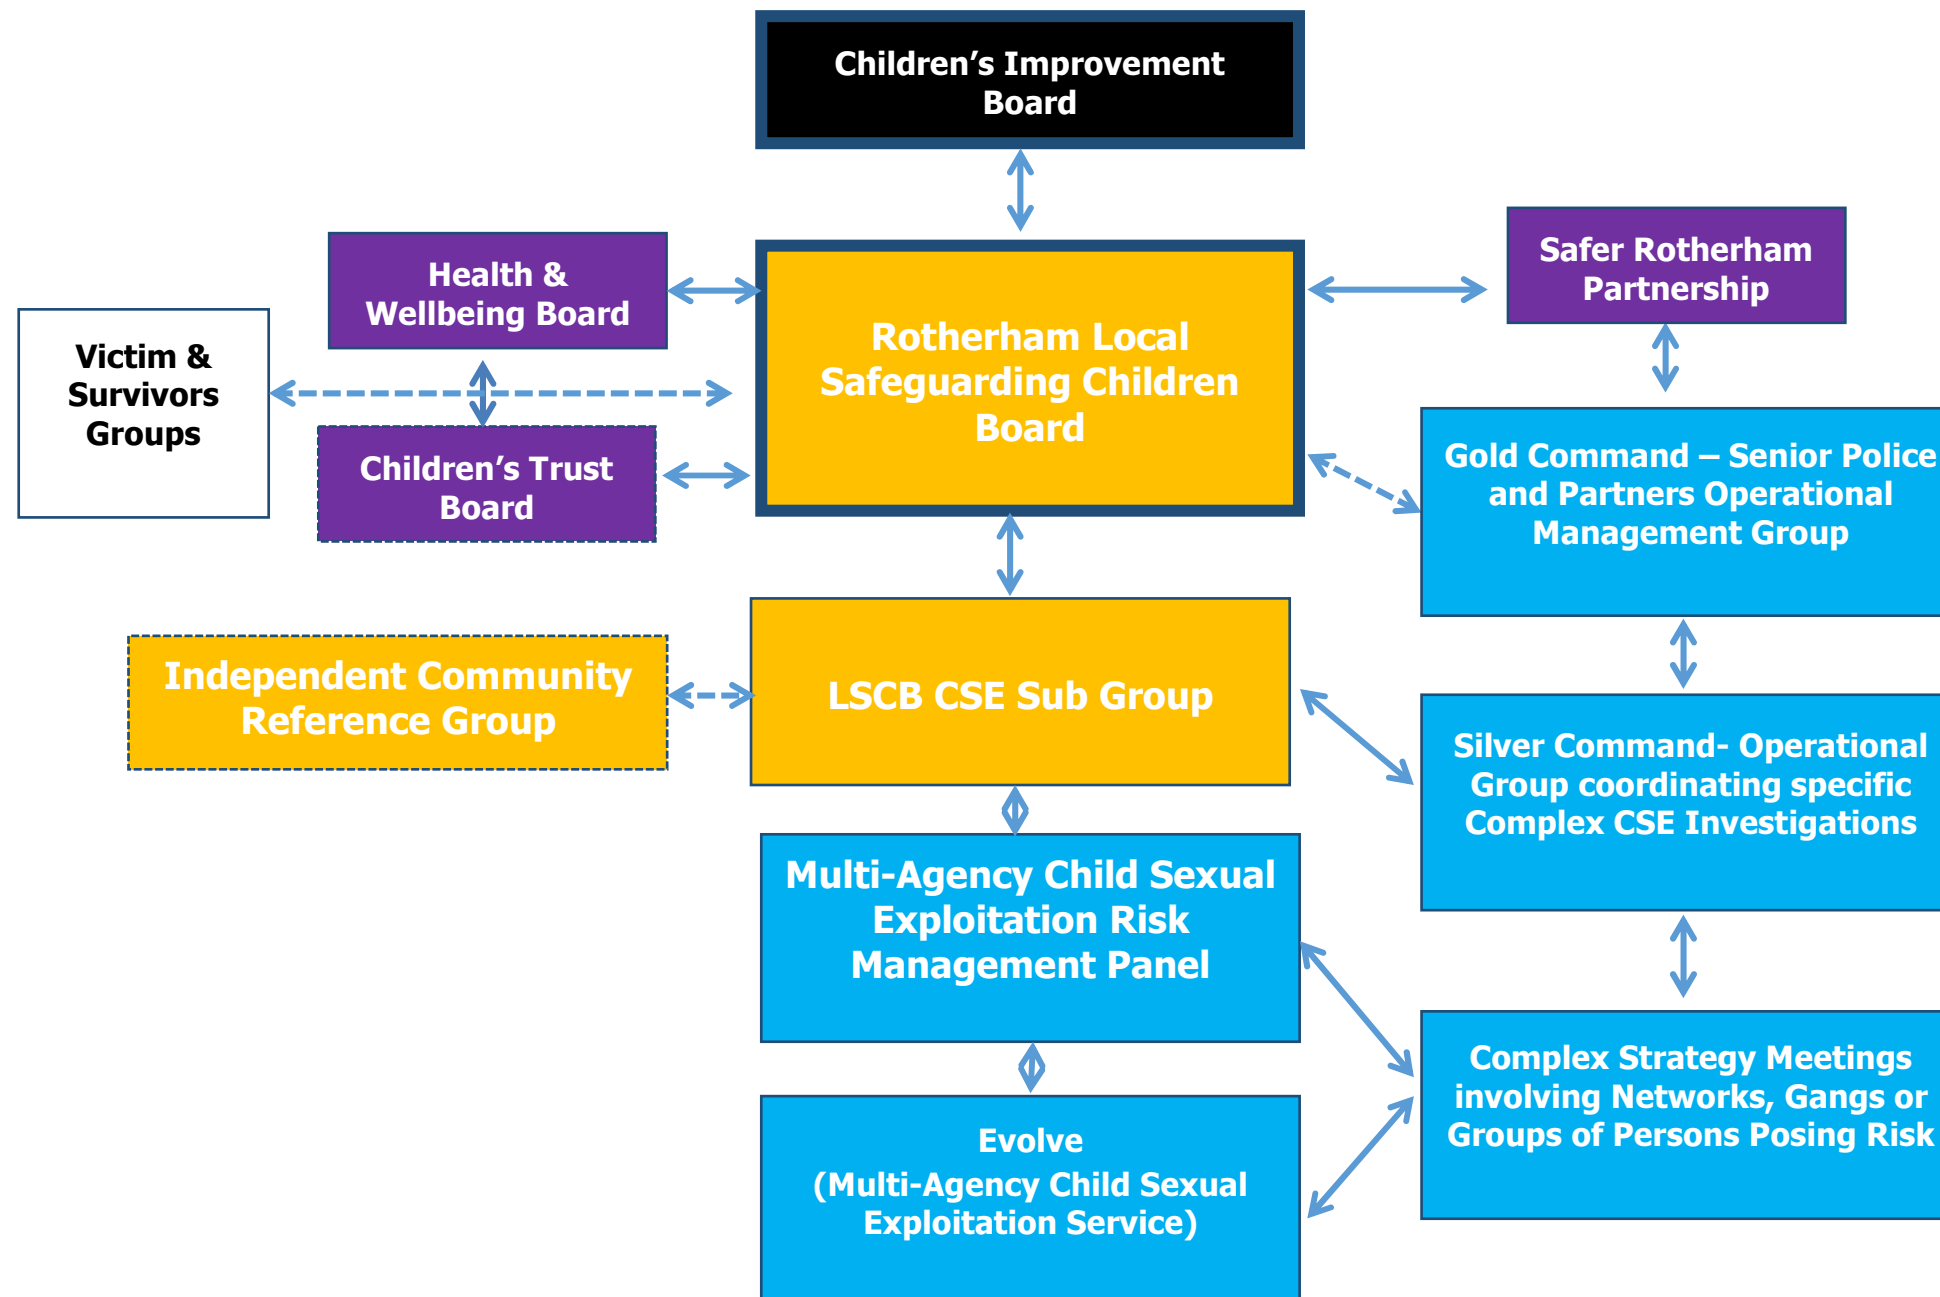 Children’s Improvement
Board
Health &
Wellbeing Board
Safer Rotherham
Partnership
Victim &
Survivors
Groups
Rotherham Local
Safeguarding Children
Board
Children’s Trust
Board
Gold Command – Senior Police
and Partners Operational
Management Group
Independent Community
Reference Group
LSCB CSE Sub Group
Silver Command- Operational
Group coordinating specific
Complex CSE Investigations
Multi-Agency Child Sexual
Exploitation Risk
Management Panel
Complex Strategy Meetings
involving Networks, Gangs or
Groups of Persons Posing Risk
Evolve
(Multi-Agency Child Sexual
Exploitation Service)